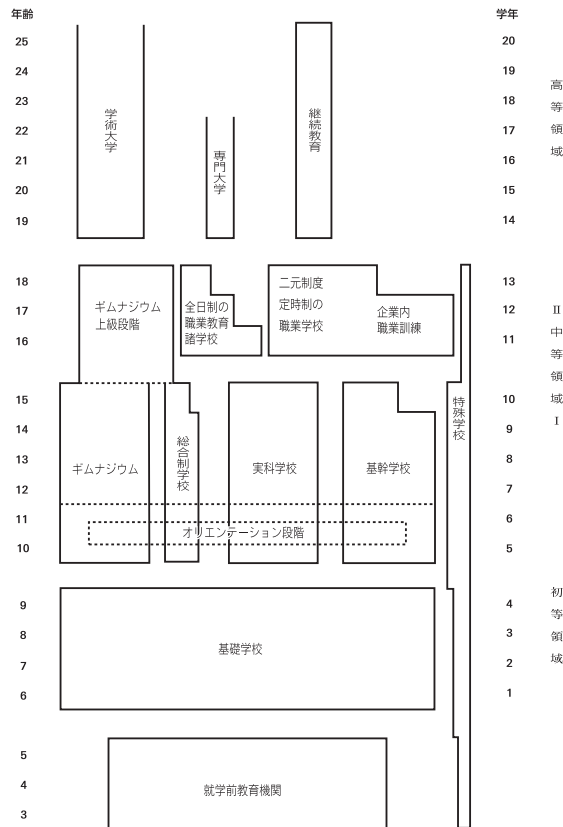 年齢
学年
25
20
24
19
23
18
22
17
21
16
20
15
19
14
学術大学
専門大学
継続教育
高等領域
18
13
17
12
16
11
ギムナジウム
上級段階
全日制の
職業教育
諸学校
二元制度
定時制の
職業学校
企業内
職業訓練
Ⅱ中等領域Ⅰ
15
10
14
9
13
8
12
7
11
6
10
5
ギムナジウム
総合制学校
実科学校
基幹学校
特殊学校
オリエンテーション段階
9
4
8
3
7
2
6
1
基礎学校
初等領域
5
4
3
就学前教育機関